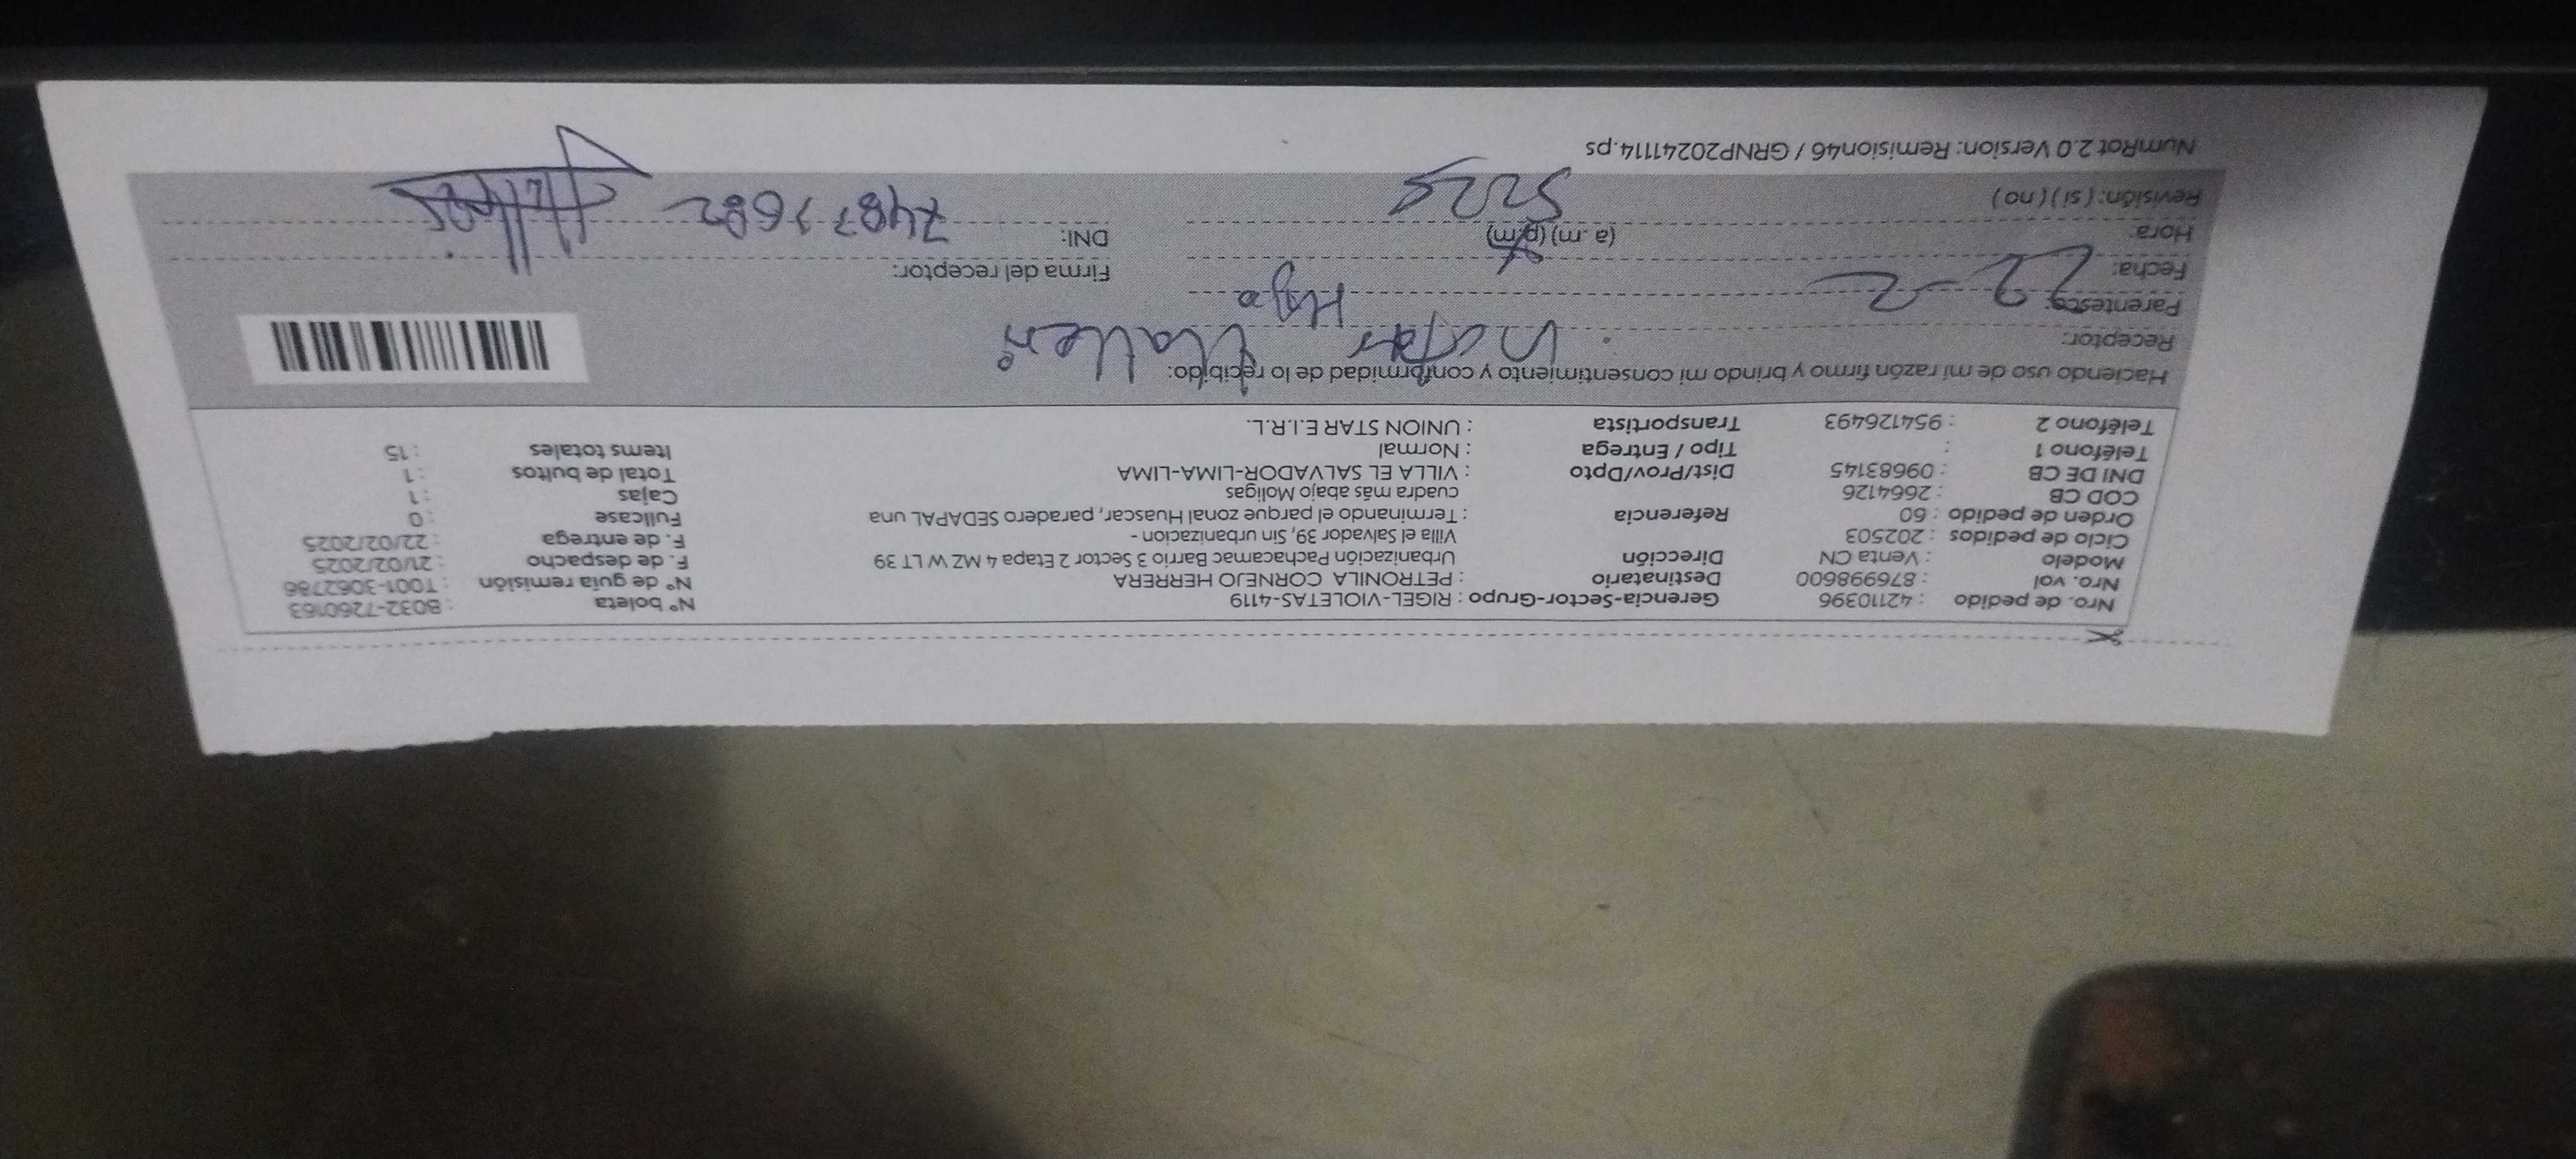 Nro. de pedido : 42110396 Gerencia-Sector-Grupo : RIGEL-VIOLETAS-4119 N° boleta : B032-7260163
Nro. vol : 876998600 Destinatario : PETRONILA CORNEJO HERRERA N° de guia remisión : T001-3062786
Modelo : Venta CN Dirección Urbanización Pachacamac Barrio 3 Sector 2 Etapa 4 MZ W LT 39 F. de despacho : 21/02/2025
Ciclo de pedidos : 202503 Villa el Salvador 39, Sin urbanizacion - F. de entrega : 22/02/2025
Orden de pedido : 60 Referencia : Terminando el parque zonal Huascar, paradero SEDAPAL una Fullcase : 0
COD CB : 2664126 cuadra más abajo Moligas Cajas : 1
DNI DE CB : 09683145 Dist/Prov/Dpto : VILLA EL SALVADOR-LIMA-LIMA Total de bultos : 1
Teléfono 1 : Tipo / Entrega : Normal Items totales : 15
Teléfono 2 : 954126493 Transportista : UNION STAR E.I.R.L.
Haciendo uso de mi razón firmo y brindo mi consentimiento y conformidad de lo recibido:
Receptor:
Parentesco: Hijo
Fecha: 22-2 Firma del receptor:
Hora: (a .m) (p.m) DNI:
Revisión: ( si ) ( no ) 5225
NumRot 2.0 Version: Remision46 / GRNP20241114.ps